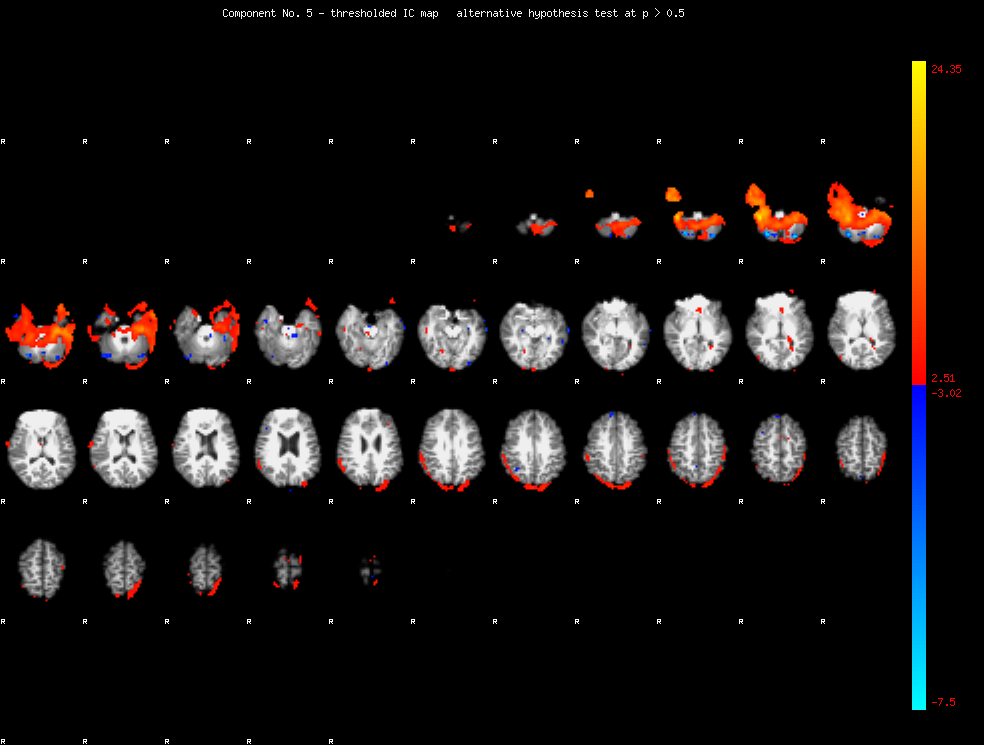 Component No. 5 - thresholded IC map   alternative hypothesis test at p > 0.5
24.35
R R R R R R R R R R R
R R R R R R R R R R R
2.51
R R R R R R R R R R R
-3.02
R R R R R R R R R R R
R R R R R R R R R R R
-7.5
R R R R R